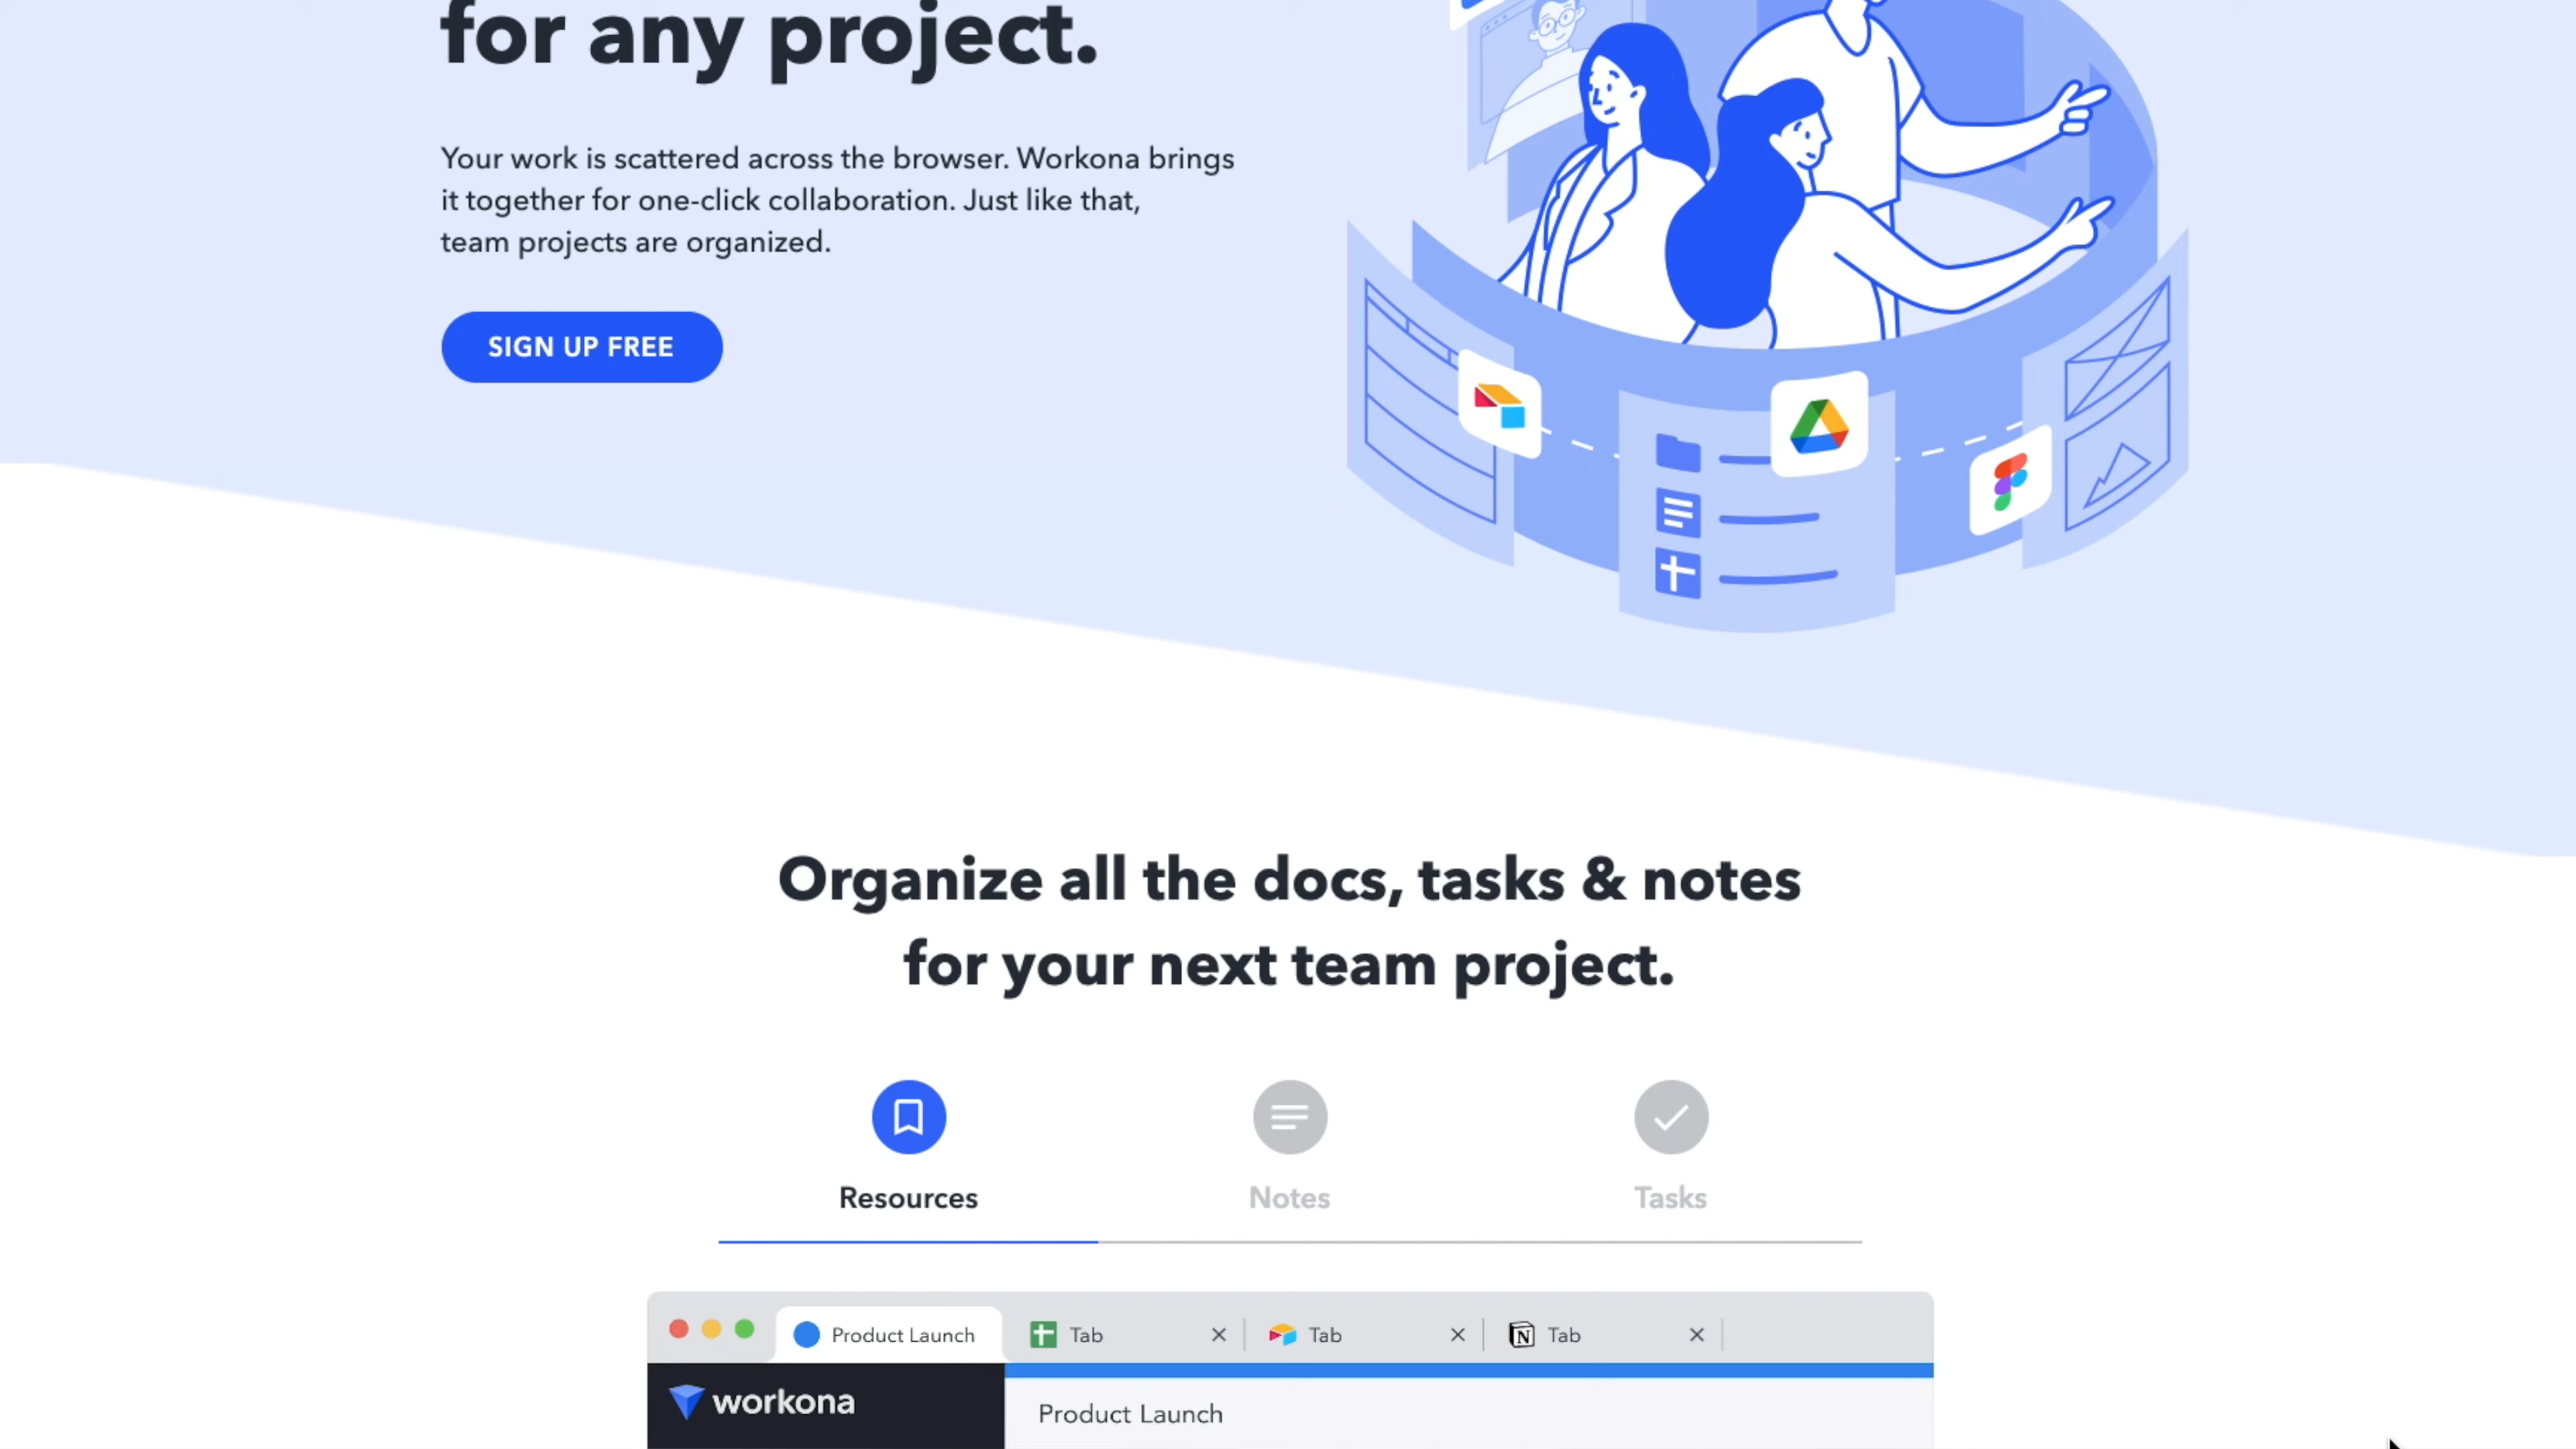 for any project.
Your work is scattered across the browser. Workona brings
it together for one-click collaboration. Just like that,
team projects are organized.
SIGN UP FREE
Organize all the docs, tasks & notes
for your next team project.
Resources
Notes
Tasks
Product Launch
Tab
Tab
Tab
workona
Product Launch